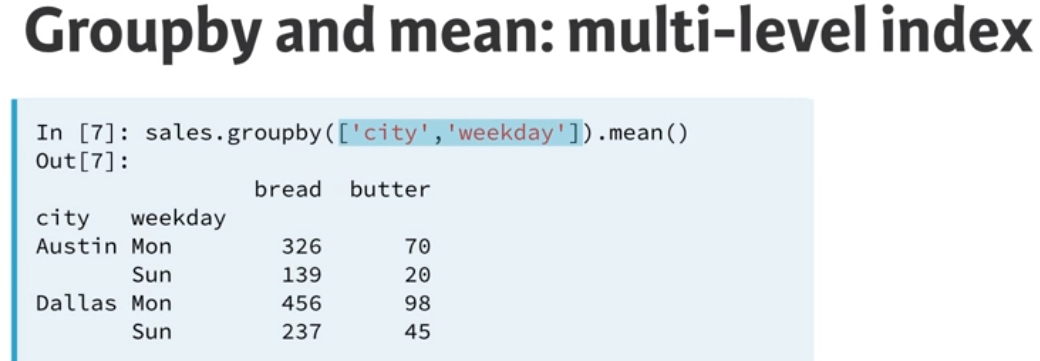 Groupby and mean: multi-level index
In [7]: sales.groupby(['city','weekday']).mean()
Out[7]:
bread butter
city weekday
Austin Mon 326 70
Sun 139 20
Dallas Mon 456 98
Sun 237 45